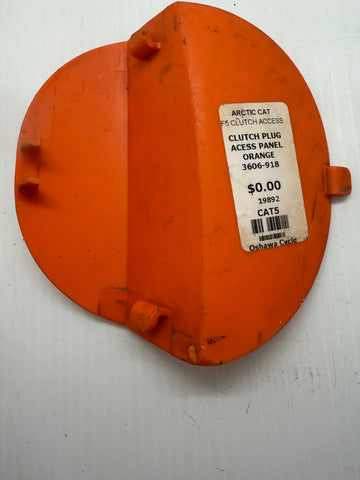 ARCTIC CAT
F5 CLUTCH ACCESS
CLUTCH PLUG
ACESS PANEL
ORANGE
3606-918
$0.00
19892
CAT5
Oshawa Cycle